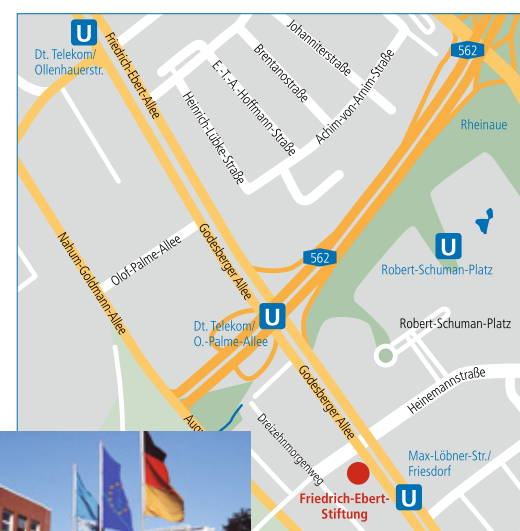 U
Dt. Telekom/
Ollenhauerstr.
Friedrich-Ebert-Allee
Johanniterstraße
Brentanostraße
E.-T.-A.-Hoffmann-Straße
Achim-von-Arnim-Straße
Heinrich-Lübke-Straße
562
Rheinaue
Nahum-Goldmann-Allee
Olof-Palme-Allee
Godesberger Allee
562
U
Robert-Schuman-Platz
Dt. Telekom/
O.-Palme-Allee
U
Robert-Schuman-Platz
Godesberger Allee
Heinemannstraße
Dreizehnmorgenweg
Max-Löbner-Str./
Friesdorf
U
Friedrich-Ebert-
Stiftung